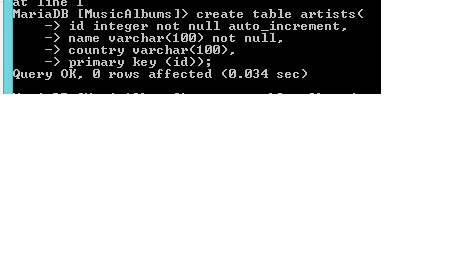 at line 1
MariaDB [MusicAlbums]> create table artists(
    -> id integer not null auto_increment,
    -> name varchar(100) not null,
    -> country varchar(100),
    -> primary key (id));
Query OK, 0 rows affected (0.034 sec)